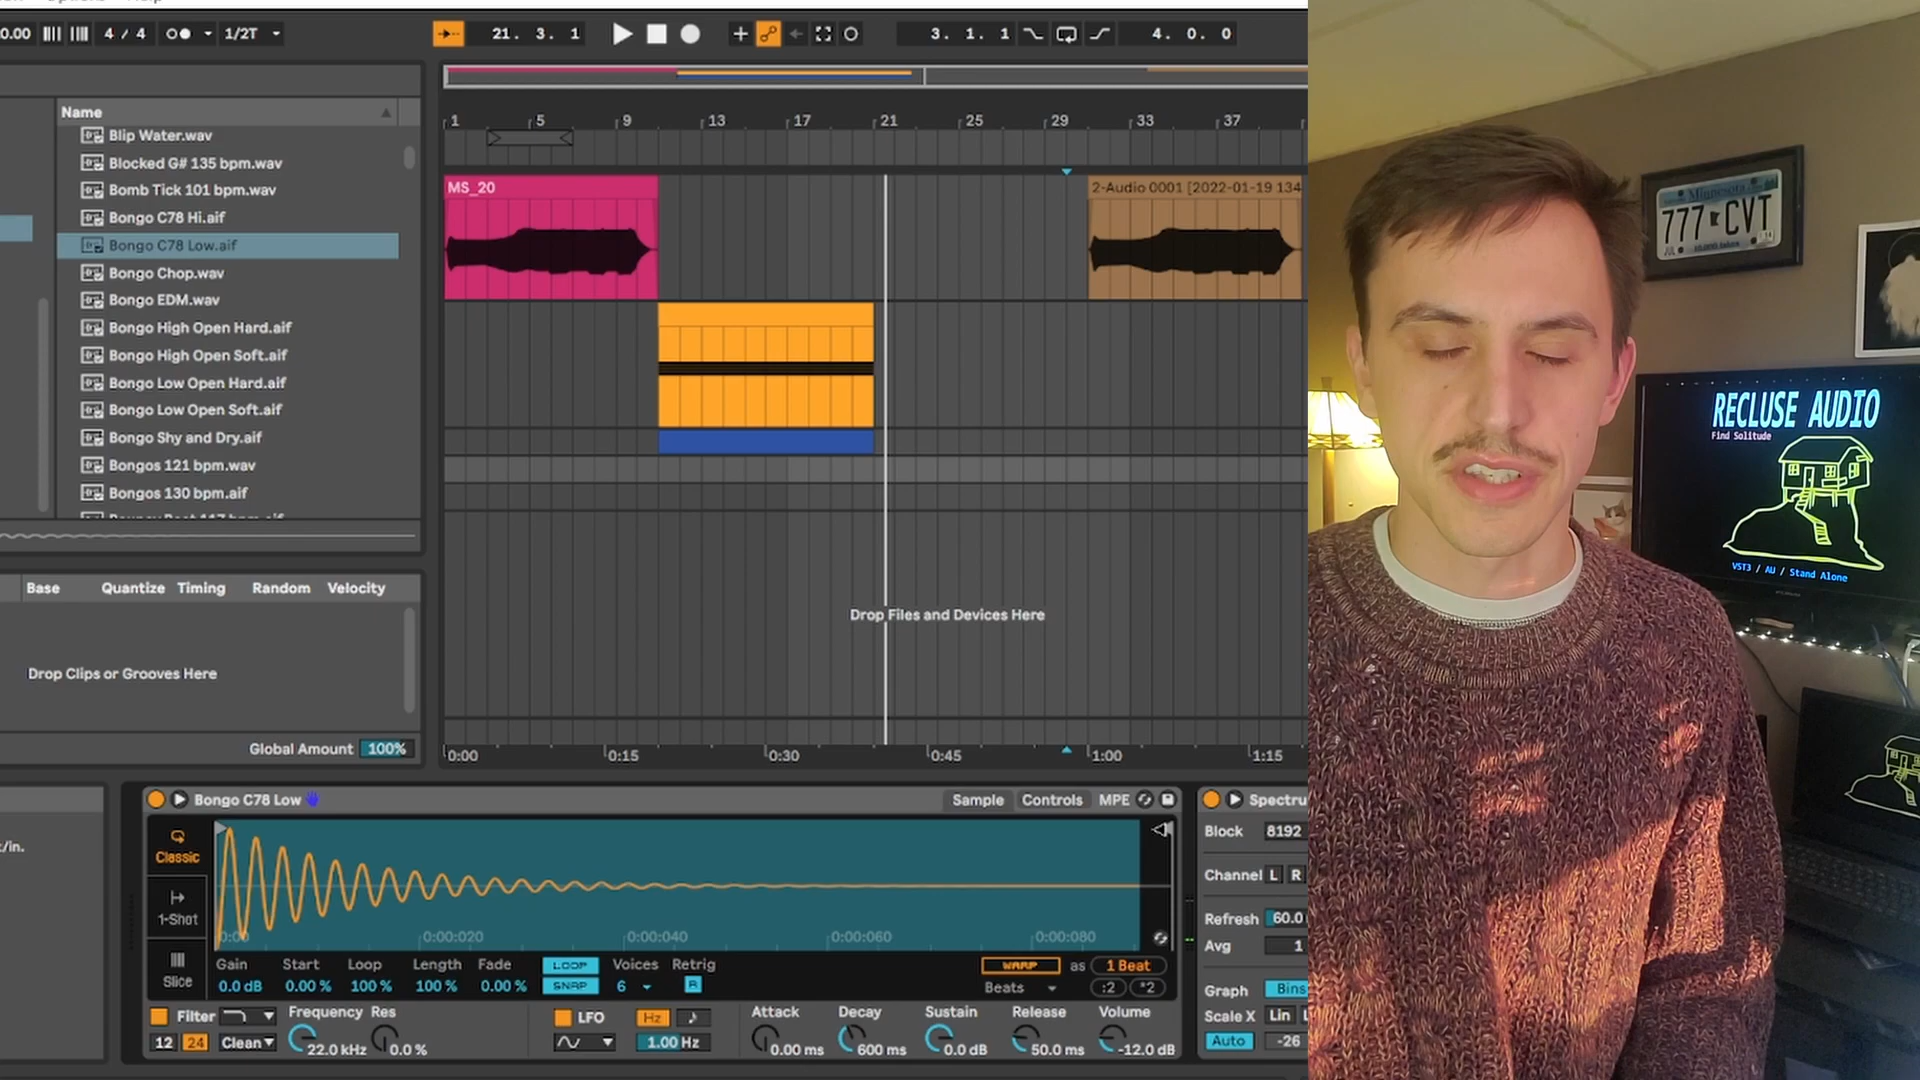 0.00 4 / 4 1/2T 21. 3. 1 3. 1. 1 4. 0. 0
Name
Blip Water.wav
Blocked G# 135 bpm.wav
Bomb Tick 101 bpm.wav
Bongo C78 Hi.aif
Bongo C78 Low.aif
Bongo Chop.wav
Bongo EDM.wav
Bongo High Open Hard.aif
Bongo High Open Soft.aif
Bongo Low Open Hard.aif
Bongo Low Open Soft.aif
Bongo Shy and Dry.aif
Bongos 121 bpm.wav
Bongos 130 bpm.aif
Base Quantize Timing Random Velocity
Drop Clips or Grooves Here
Global Amount 100%
1 5 9 13 17 21 25 29 33 37
MS_20
2-Audio 0001 [2022-01-19 134
Drop Files and Devices Here
0:00 0:15 0:30 0:45 1:00 1:15
t/in.
Bongo C78 Low Sample Controls MPE
Classic
1-Shot
Slice
0:00 0:00:020 0:00:040 0:00:060 0:00:080
Gain Start Loop Length Fade LOOP Voices Retrig WARP as 1 Beat
0.0 dB 0.00 % 100 % 100 % 0.00 % SNAP 6 R Beats :2 *2
Filter Frequency Res LFO Hz Attack Decay Sustain Release Volume
12 24 Clean 22.0 kHz 0.0 % 1.00 Hz 0.00 ms 600 ms 0.0 dB 50.0 ms -12.0 dB
Spectru
Block 8192
Channel L R
Refresh 60.0
Avg 1
Graph Bins
Scale X Lin L
Auto -26
Minnesota
777 CVT
RECLUSE AUDIO
Find Solitude
VST3 / AU / Stand Alone